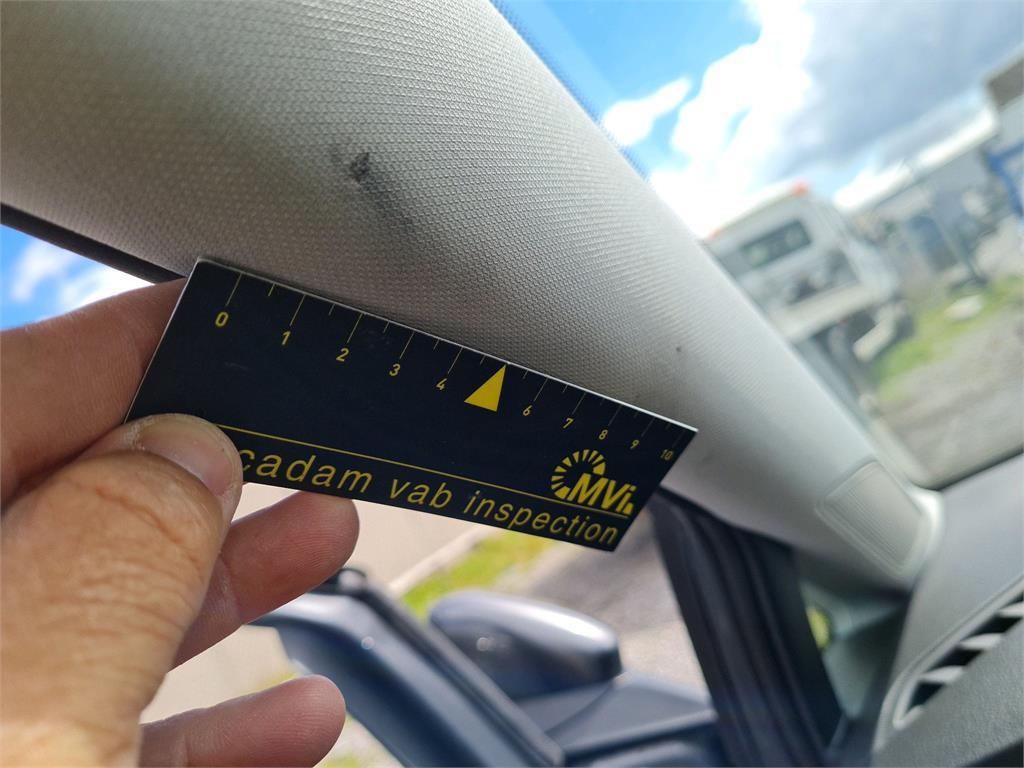 0 1 2 3 4 6 7 8 9 10
MVi.
cadam vab inspection